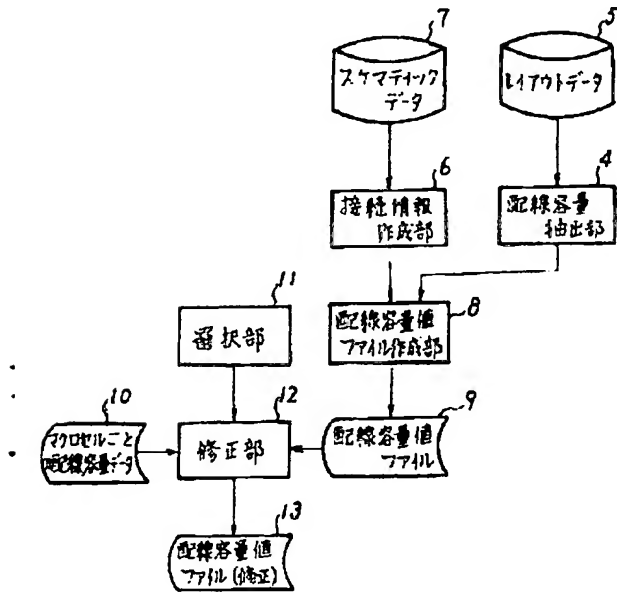 7
スケマティック
データ
5
レイアウトデータ
6
接続情報
作成部
4
配線容量
抽出部
11
選択部
8
配線容量値
ファイル作成部
10
マクロセルごと
配線容量データ
12
修正部
9
配線容量値
ファイル
13
配線容量値
ファイル(修正)